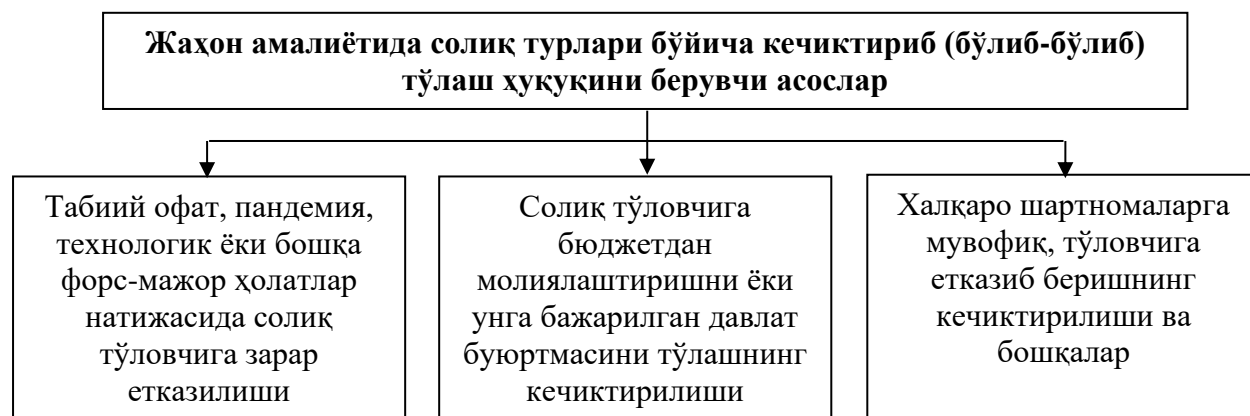 Жаҳон амалиётида солиқ турлари бўйича кечиктириб (бўлиб-бўлиб)
тўлаш ҳуқуқини берувчи асослар
Табиий офат, пандемия,
технологик ёки бошқа
форс-мажор ҳолатлар
натижасида солиқ
тўловчига зарар
етказилиши
Солиқ тўловчига
бюджетдан
молиялаштиришни ёки
унга бажарилган давлат
буюртмасини тўлашнинг
кечиктирилиши
Халқаро шартномаларга
мувофиқ, тўловчига
етказиб беришнинг
кечиктирилиши ва
бошқалар